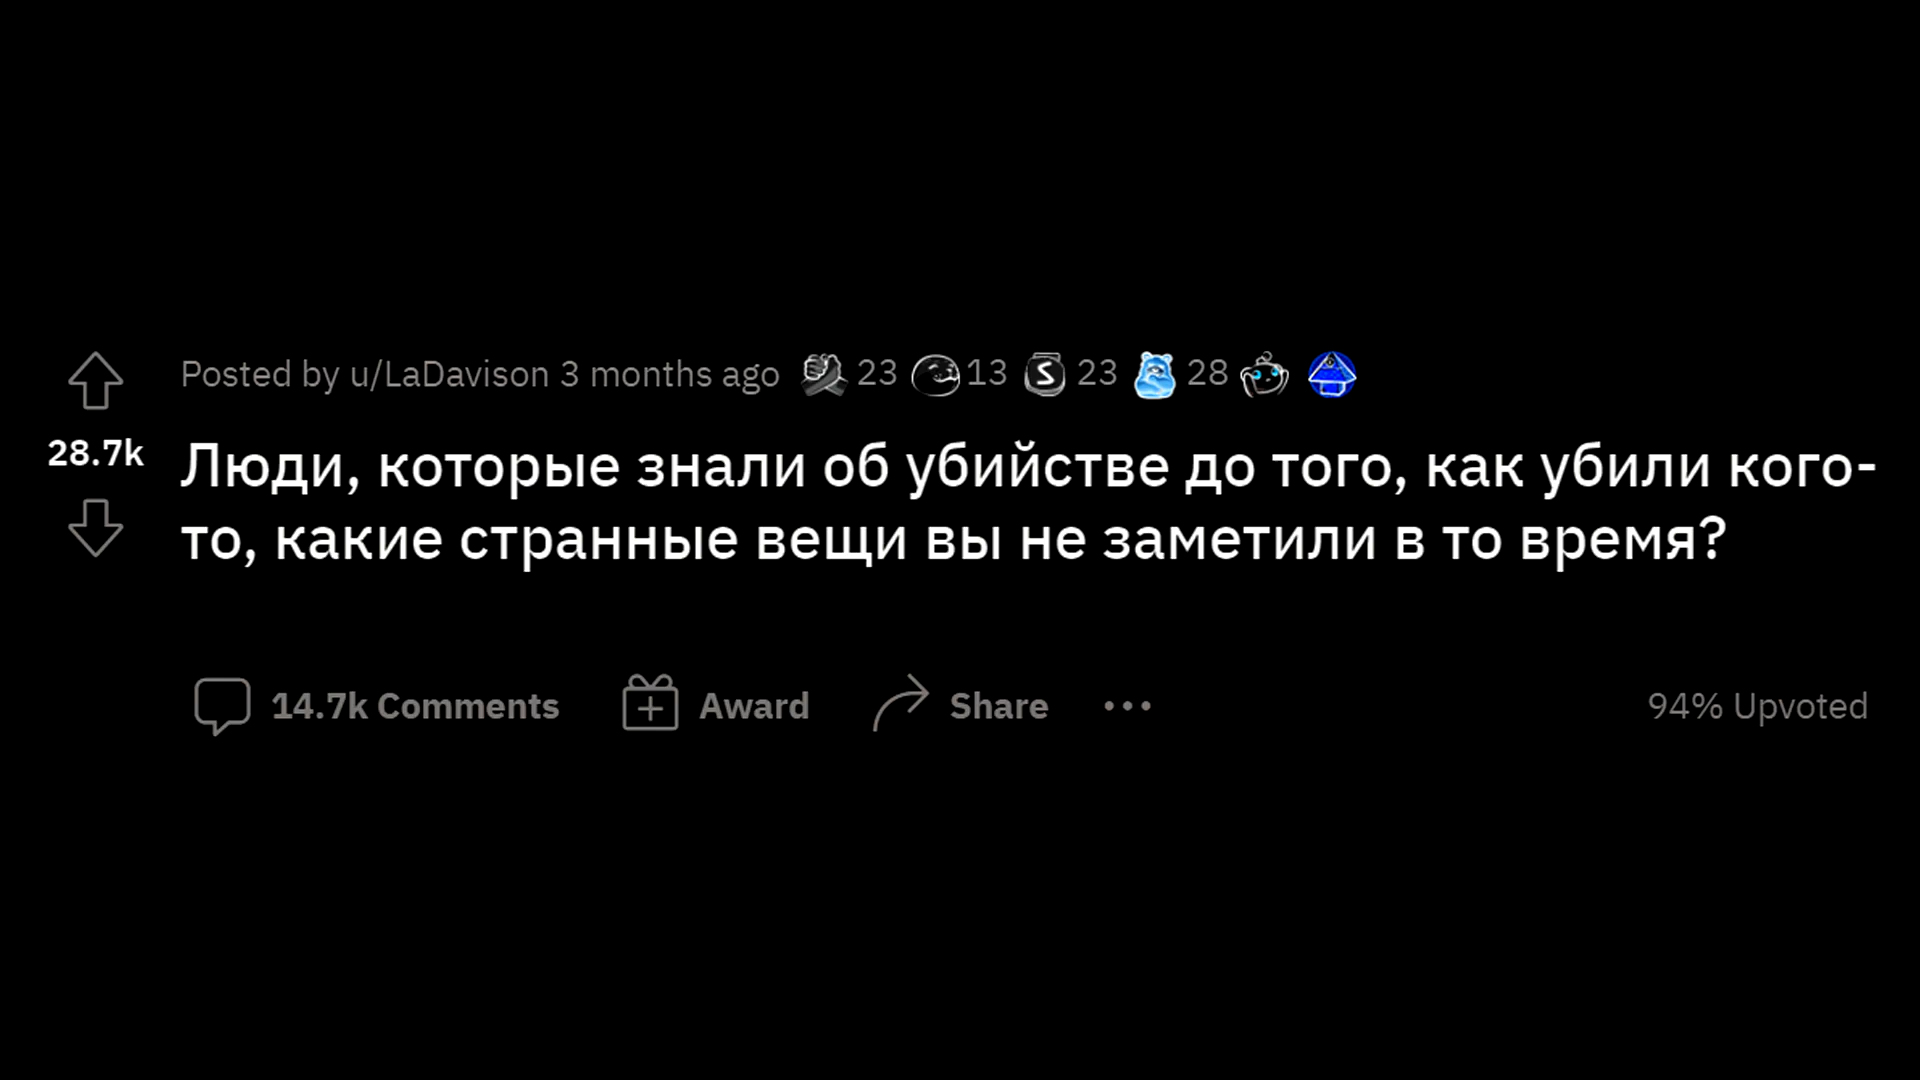 Posted by u/LaDavison 3 months ago 23 13 S 23 28
28.7k
Люди, которые знали об убийстве до того, как убили кого-
то, какие странные вещи вы не заметили в то время?
14.7k Comments Award Share ••• 94% Upvoted